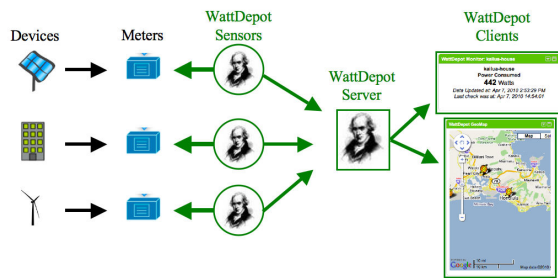 Devices
Meters
WattDepot
Sensors
WattDepot
Server
WattDepot
Clients
WattDepot Monitor: kailua-house
kailua-house
Power Consumed
442 Watts
Date Updated at: Apr 7, 2010 2:53:29 PM
Last check was at: Apr 7, 2010 14:54:01
WattDepot GeoMap
Map
Honolulu
Google